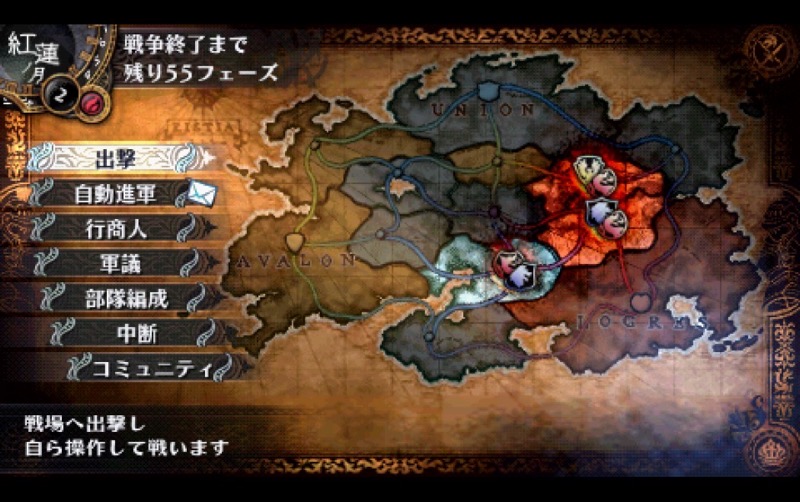 紅蓮ノ月
2
戦争終了まで
残り55フェーズ
出撃
自動進軍
行商人
軍議
部隊編成
中断
コミュニティ
UNION
AVALON
LOGRES
戦場へ出撃し
自ら操作して戦います